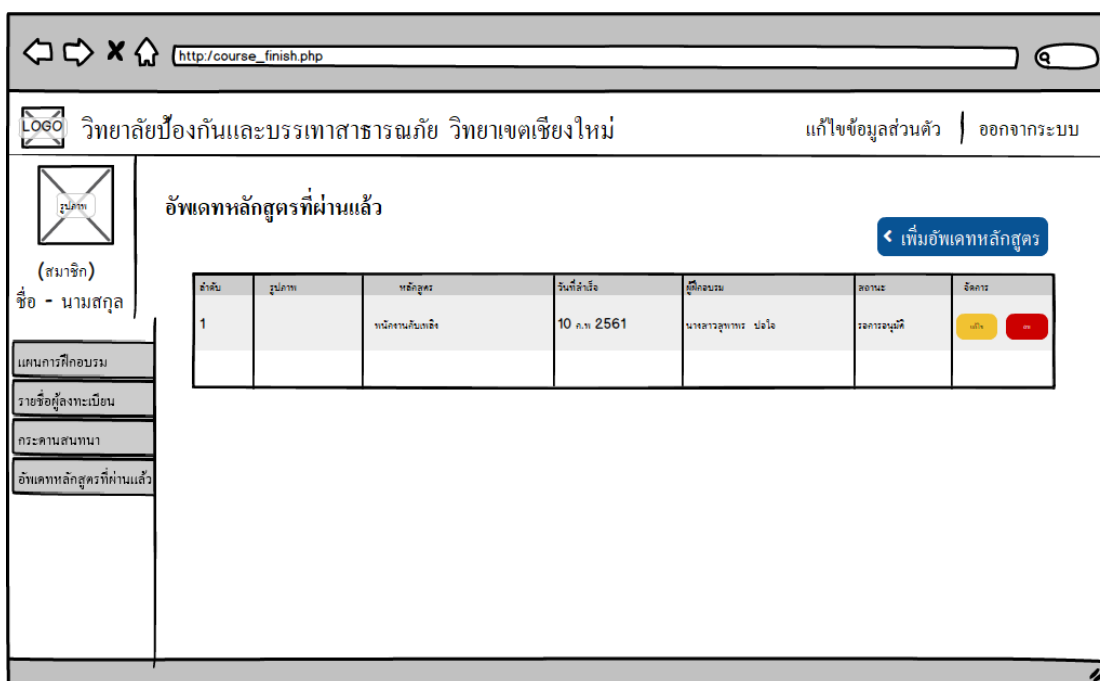 http:/course_finish.php
LOGO วิทยาลัยป้องกันและบรรเทาสาธารณภัย วิทยาเขตเชียงใหม่ แก้ไขข้อมูลส่วนตัว ออกจากระบบ
รูปภาพ
อัพเดทหลักสูตรที่ผ่านแล้ว
เพิ่มอัพเดทหลักสูตร
(สมาชิก)
ชื่อ - นามสกุล
ลำดับ รูปภาพ หลักสูตร วันที่สำเร็จ ผู้ฝึกอบรม สถานะ จัดการ
1 พนักงานดับเพลิง 10 ก.พ 2561 นางสาวสุพาพร ปอใจ รอการอนุมัติ แก้ไข ลบ
แผนการฝึกอบรม
รายชื่อผู้ลงทะเบียน
กระดานสนทนา
อัพเดทหลักสูตรที่ผ่านแล้ว